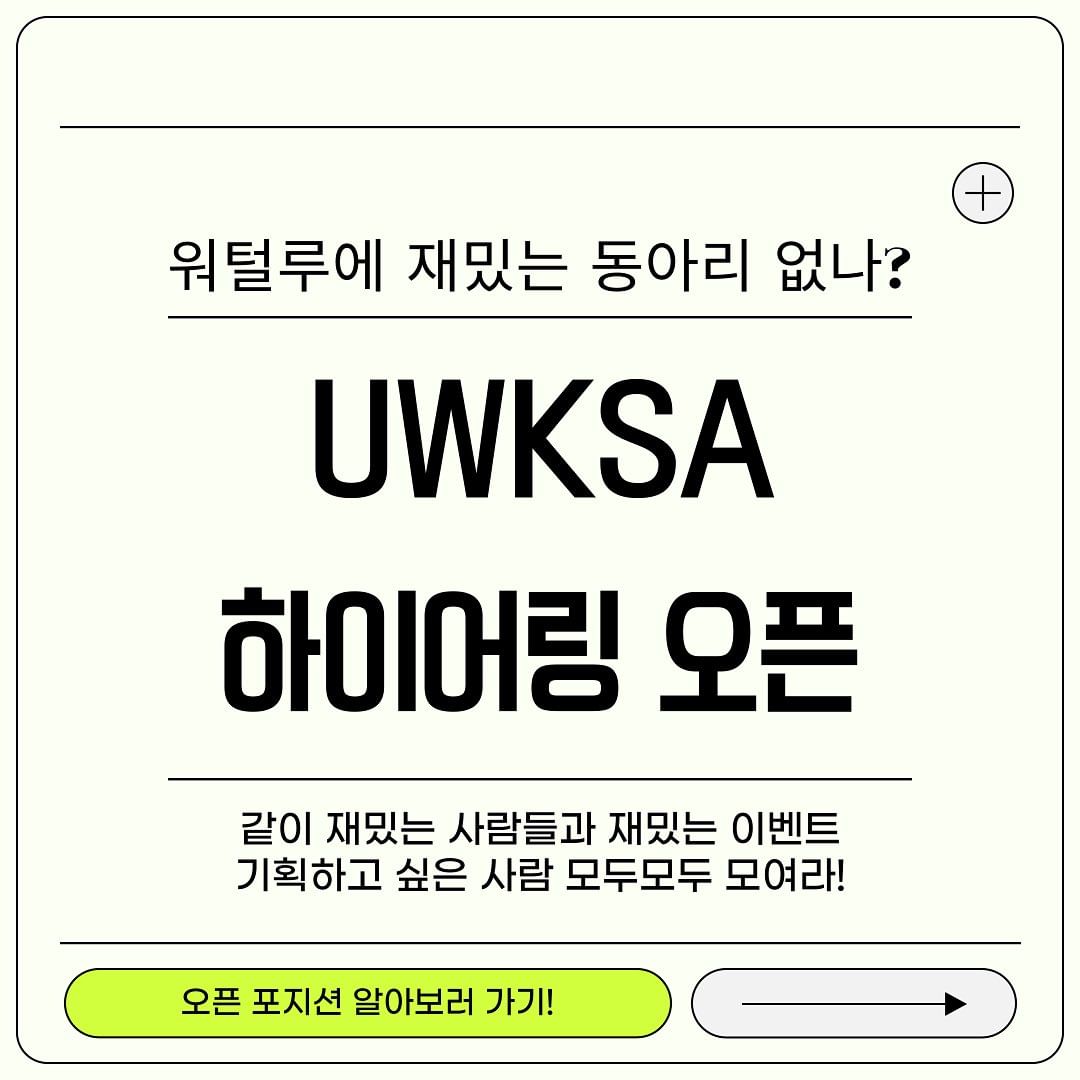 워털루에 재밌는 동아리 없나?
UWKSA
하이어링 오픈
같이 재밌는 사람들과 재밌는 이벤트
기획하고 싶은 사람 모두모두 모여라!
오픈 포지션 알아보러 가기!